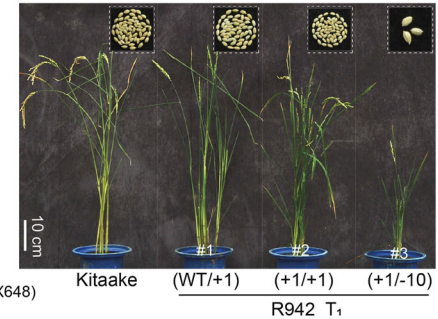 10 cm
#1
#2
#3
Kitaake (WT/+1) (+1/+1) (+1/-10)
X648)
R942 T₁